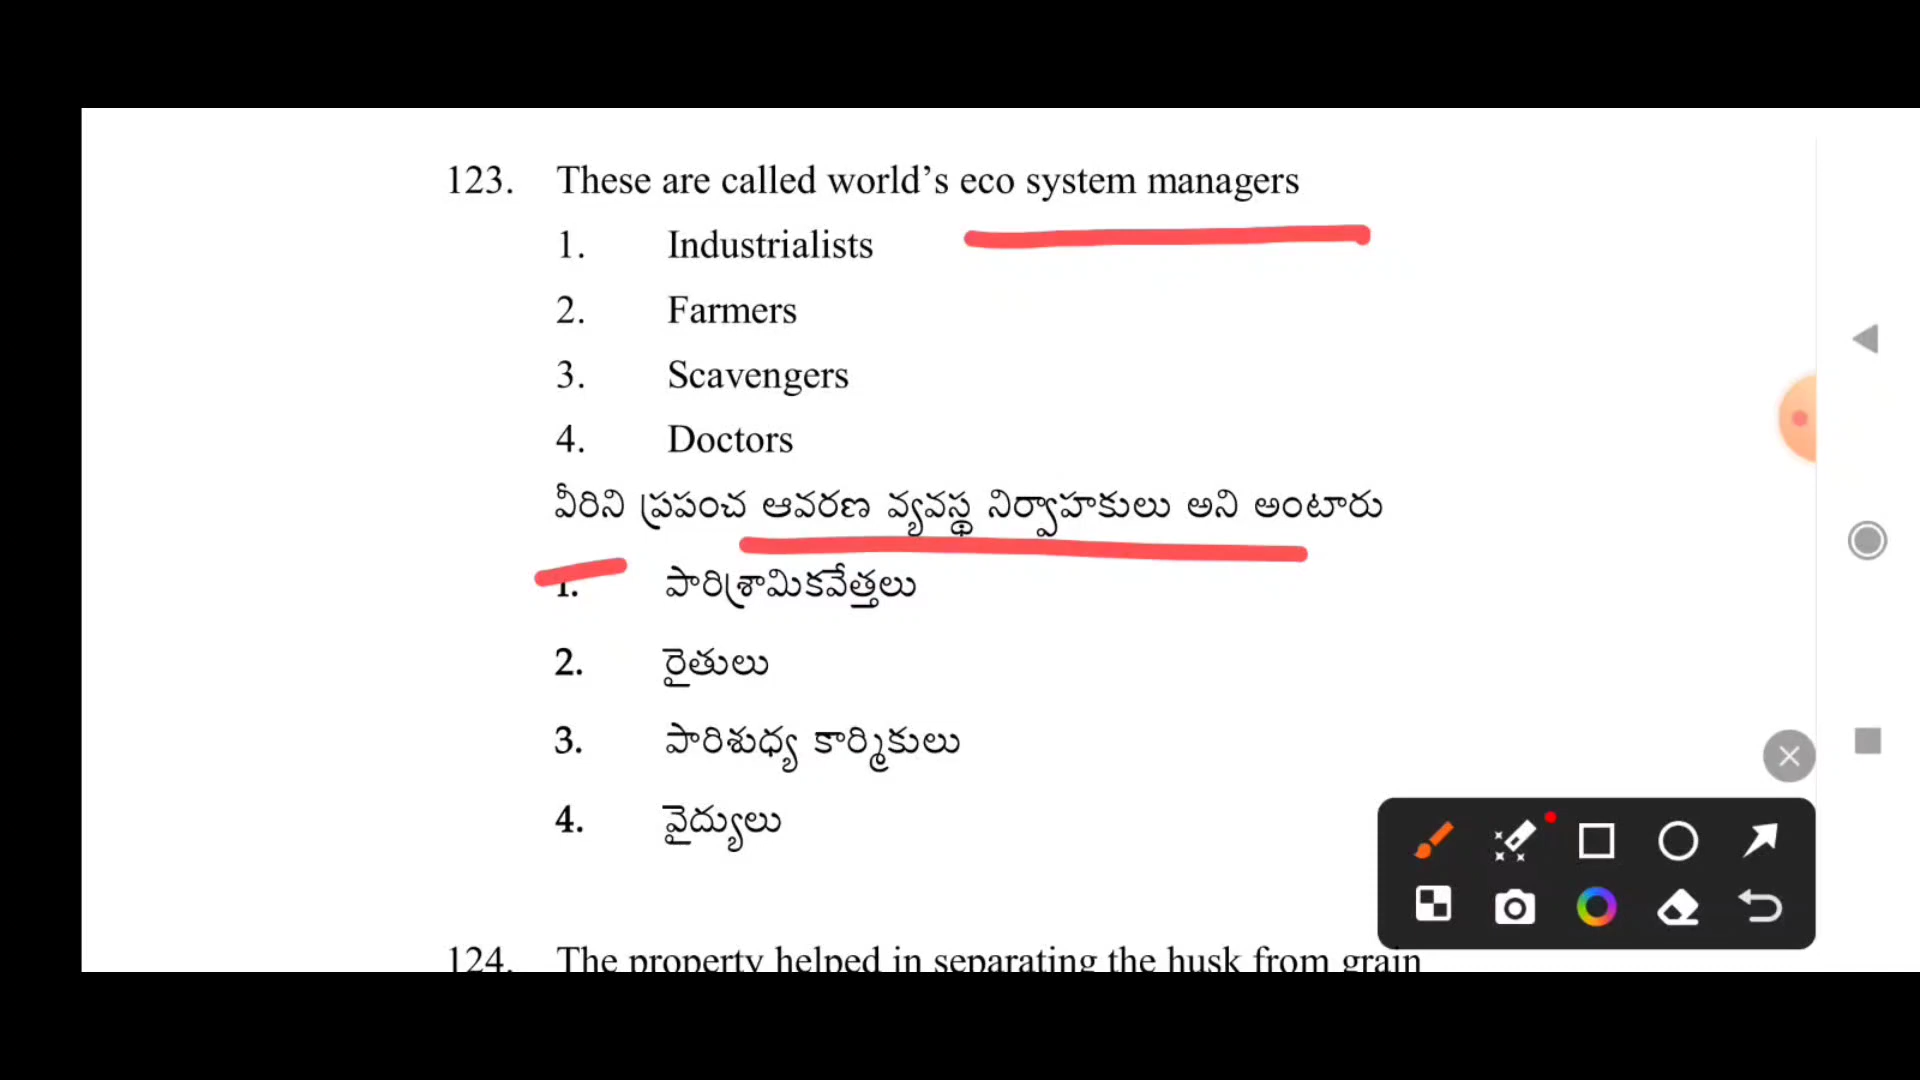 123. These are called world’s eco system managers
1. Industrialists
2. Farmers
3. Scavengers
4. Doctors
వీరిని ప్రపంచ ఆవరణ వ్యవస్థ నిర్వాహకులు అని అంటారు
1. పారిశ్రామికవేత్తలు
2. రైతులు
3. పారిశుధ్య కార్మికులు
4. వైద్యులు
124. The property helped in separating the husk from grain